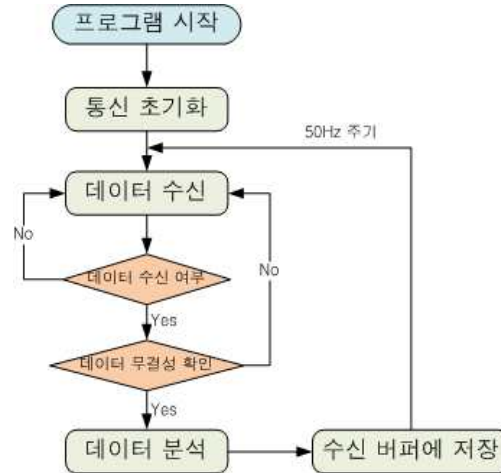 프로그램 시작
통신 초기화
50Hz 주기
데이터 수신
No
데이터 수신 여부
No
Yes
데이터 무결성 확인
Yes
데이터 분석
수신 버퍼에 저장